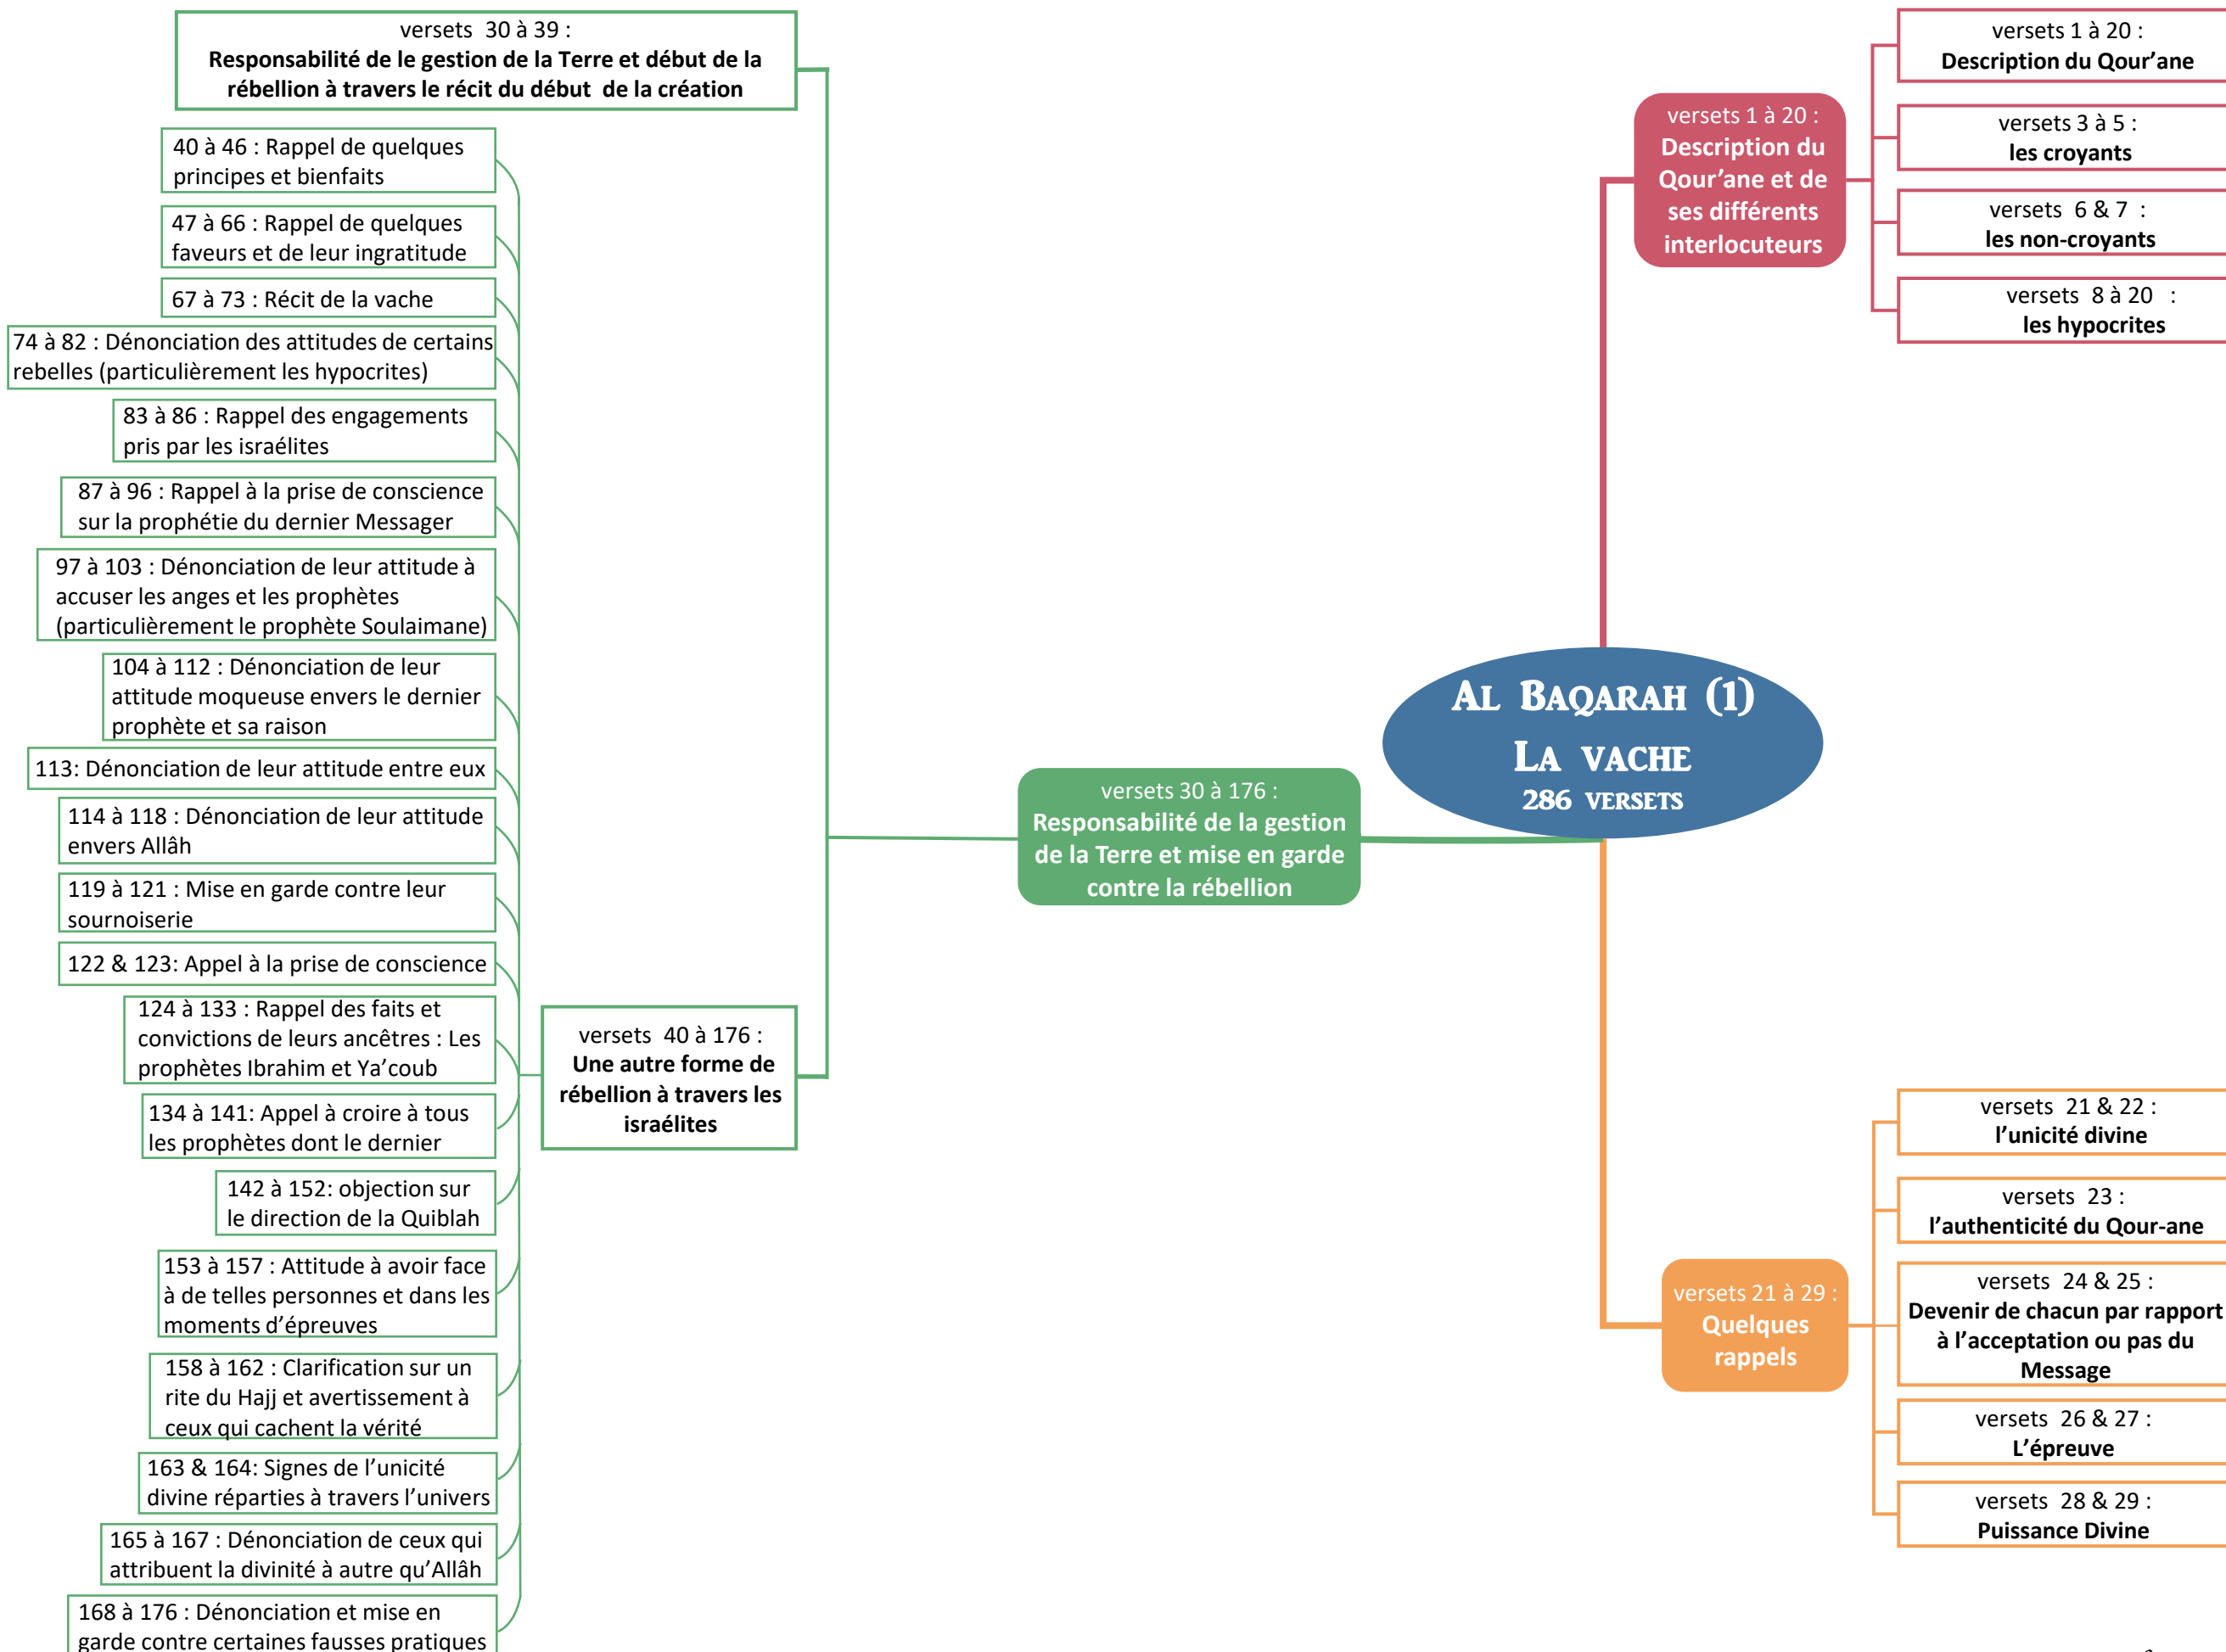 AL BAQARAH (1)
LA VACHE
286 VERSETS
versets 1 à 20 :
Description du
Qour’ane et de
ses différents
interlocuteurs
versets 1 à 20 :
Description du Qour’ane
versets 3 à 5 :
les croyants
versets 6 & 7 :
les non-croyants
versets 8 à 20 :
les hypocrites
versets 21 à 29 :
Quelques
rappels
versets 21 & 22 :
l’unicité divine
versets 23 :
l’authenticité du Qour-ane
versets 24 & 25 :
Devenir de chacun par rapport
à l’acceptation ou pas du
Message
versets 26 & 27 :
L’épreuve
versets 28 & 29 :
Puissance Divine
versets 30 à 176 :
Responsabilité de la gestion
de la Terre et mise en garde
contre la rébellion
versets 30 à 39 :
Responsabilité de le gestion de la Terre et début de la
rébellion à travers le récit du début de la création
versets 40 à 176 :
Une autre forme de
rébellion à travers les
israélites
40 à 46 : Rappel de quelques
principes et bienfaits
47 à 66 : Rappel de quelques
faveurs et de leur ingratitude
67 à 73 : Récit de la vache
74 à 82 : Dénonciation des attitudes de certains
rebelles (particulièrement les hypocrites)
83 à 86 : Rappel des engagements
pris par les israélites
87 à 96 : Rappel à la prise de conscience
sur la prophétie du dernier Messager
97 à 103 : Dénonciation de leur attitude à
accuser les anges et les prophètes
(particulièrement le prophète Soulaimane)
104 à 112 : Dénonciation de leur
attitude moqueuse envers le dernier
prophète et sa raison
113: Dénonciation de leur attitude entre eux
114 à 118 : Dénonciation de leur attitude
envers Allâh
119 à 121 : Mise en garde contre leur
sournoiserie
122 & 123: Appel à la prise de conscience
124 à 133 : Rappel des faits et
convictions de leurs ancêtres : Les
prophètes Ibrahim et Ya’coub
134 à 141: Appel à croire à tous
les prophètes dont le dernier
142 à 152: objection sur
le direction de la Quiblah
153 à 157 : Attitude à avoir face
à de telles personnes et dans les
moments d’épreuves
158 à 162 : Clarification sur un
rite du Hajj et avertissement à
ceux qui cachent la vérité
163 & 164: Signes de l’unicité
divine réparties à travers l’univers
165 à 167 : Dénonciation de ceux qui
attribuent la divinité à autre qu’Allâh
168 à 176 : Dénonciation et mise en
garde contre certaines fausses pratiques